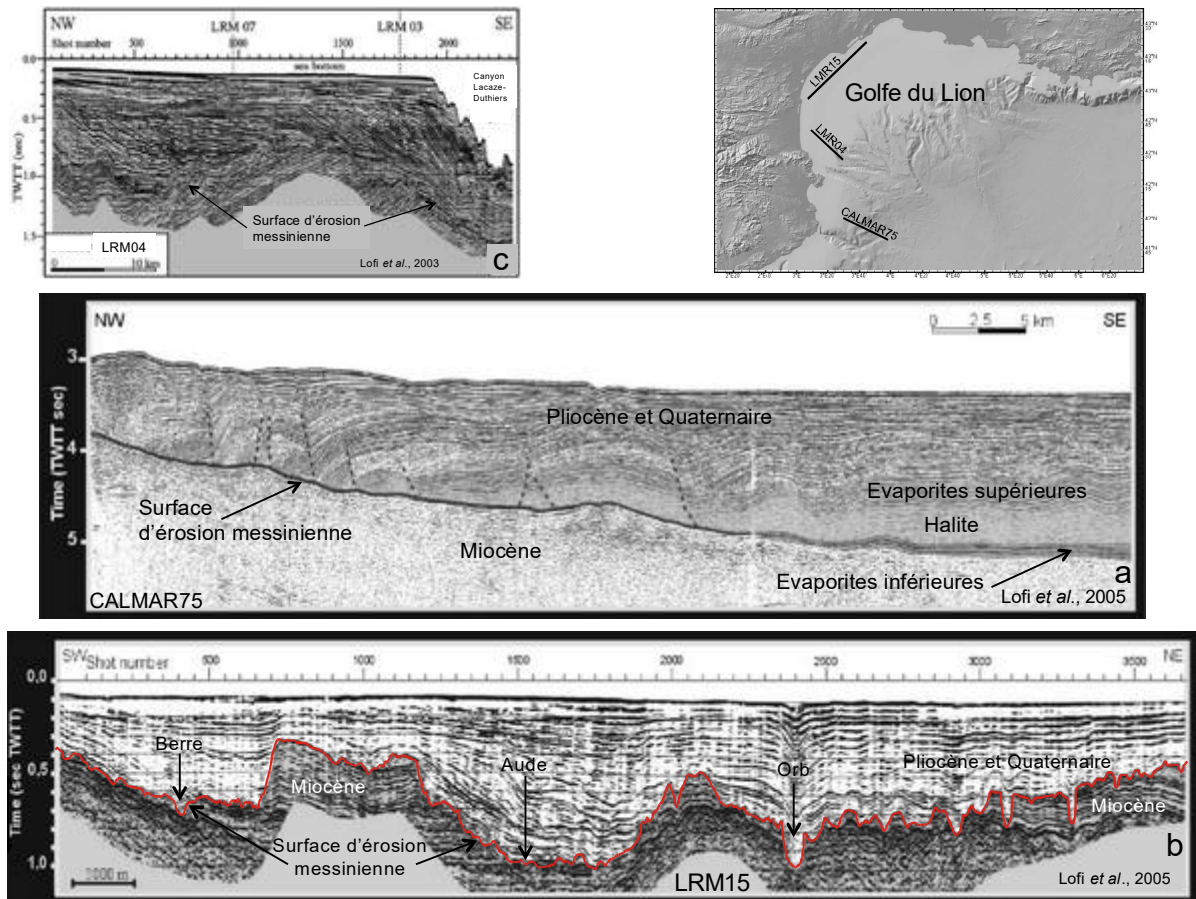 NW
LRM 07
LRM 03
SE
Shot number
500
1000
1500
2000
sea bottom
Canyon
Lacaze-
Duthiers
TWTT (sec)
0.0
0.5
1.0
1.5
Surface d'érosion
messinienne
LRM04
0
10 km
Lofi et al., 2003
c
LMR15
Golfe du Lion
LMR04
CALMAR75
NW
0 2.5 5 km
SE
Time (TWTT sec)
3
4
5
Pliocène et Quaternaire
Surface
d'érosion messinienne
Evaporites supérieures
Halite
Miocène
Evaporites inférieures
a
CALMAR75
Lofi et al., 2005
SW
Shot number
500
1000
1500
2000
2500
3000
3500
NE
Time (sec TWTT)
0,0
0,5
1,0
Berre
Aude
Orb
Pliocène et Quaternaire
Miocène
Miocène
Surface d'érosion
messinienne
b
LRM15
Lofi et al., 2005